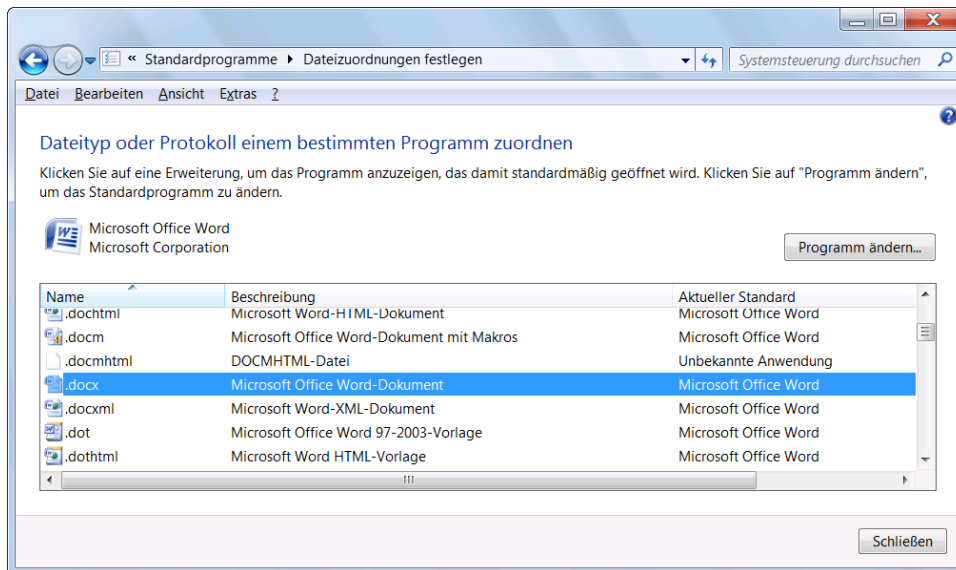 « Standardprogramme ▸ Dateizuordnungen festlegen Systemsteuerung durchsuchen
Datei Bearbeiten Ansicht Extras ?
Dateityp oder Protokoll einem bestimmten Programm zuordnen
Klicken Sie auf eine Erweiterung, um das Programm anzuzeigen, das damit standardmäßig geöffnet wird. Klicken Sie auf "Programm ändern",
um das Standardprogramm zu ändern.
Microsoft Office Word
Microsoft Corporation
Programm ändern...
Name Beschreibung Aktueller Standard
.dochtml Microsoft Word-HTML-Dokument Microsoft Office Word
.docm Microsoft Office Word-Dokument mit Makros Microsoft Office Word
.docmhtml DOCMHTML-Datei Unbekannte Anwendung
.docx Microsoft Office Word-Dokument Microsoft Office Word
.docxml Microsoft Word-XML-Dokument Microsoft Office Word
.dot Microsoft Office Word 97-2003-Vorlage Microsoft Office Word
.dothtml Microsoft Word HTML-Vorlage Microsoft Office Word
Schließen